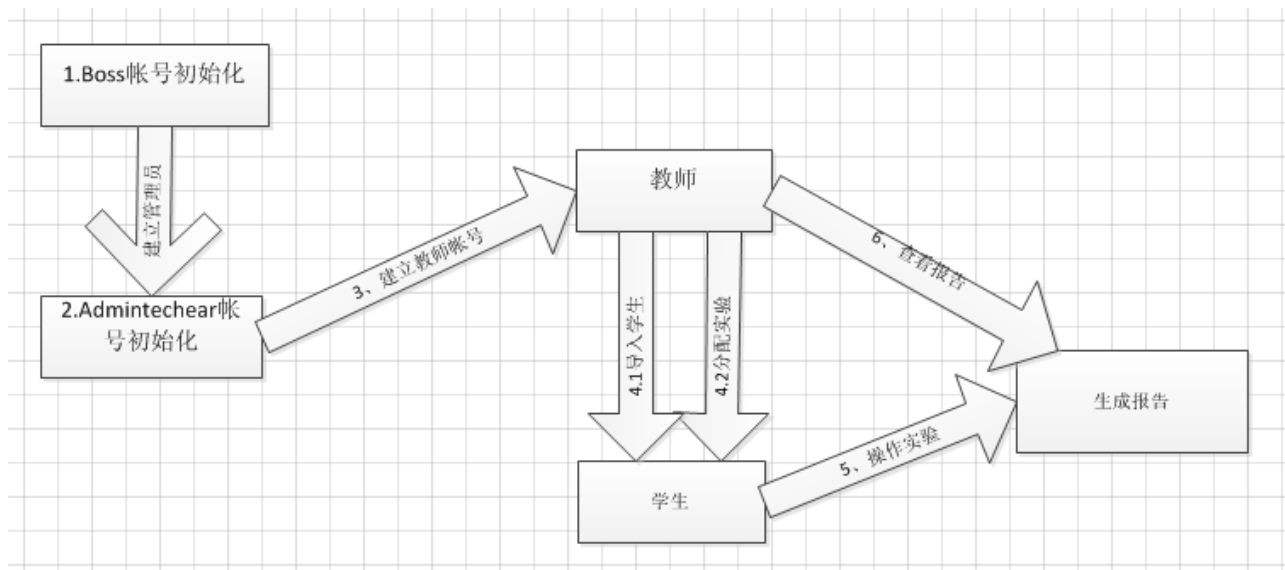 1.Boss帐号初始化
建立管理员
2.Admintechear帐
号初始化
3、建立教师帐号
教师
4.1导入学生
4.2分配实验
学生
5、操作实验
6、查看报告
生成报告